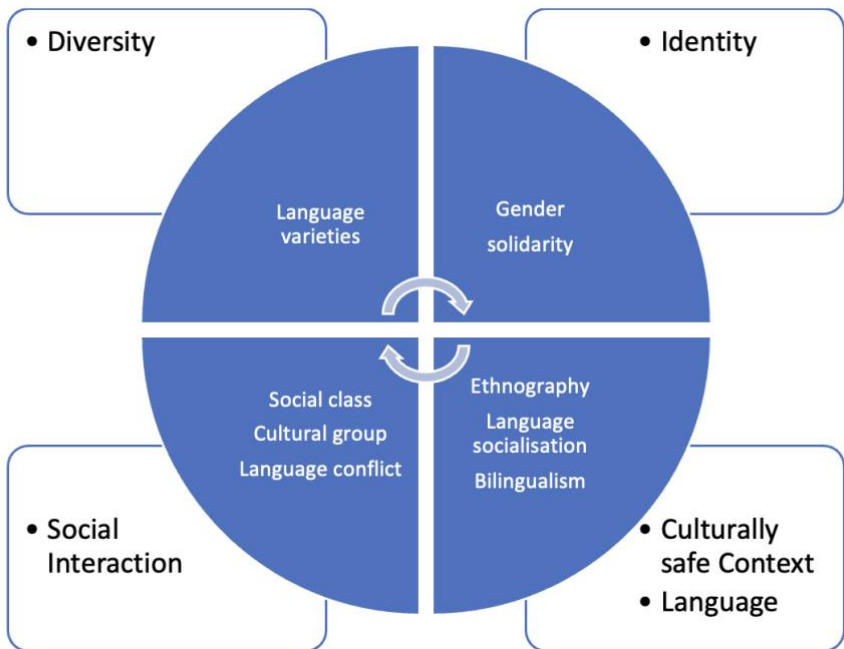 • Diversity
• Identity
Language
varieties
Gender
solidarity
Social class
Cultural group
Language conflict
Ethnography
Language
socialisation
Bilingualism
• Social
Interaction
• Culturally
safe Context
• Language